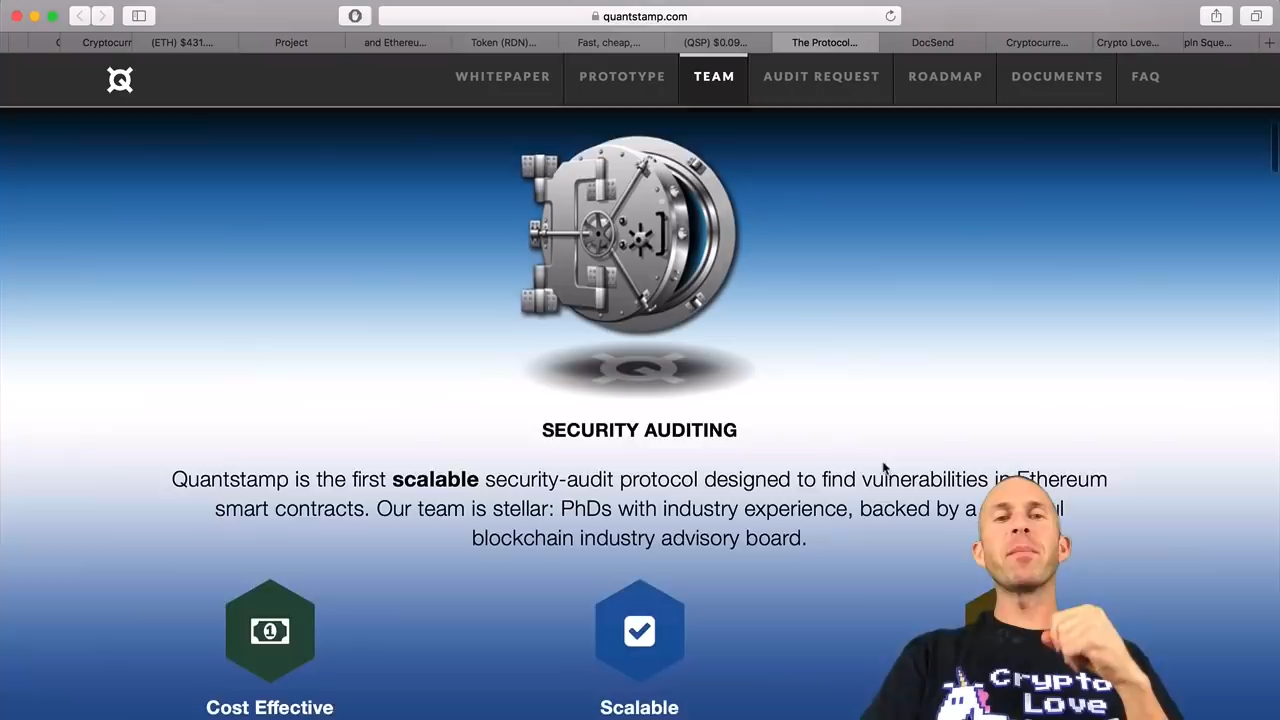 quantstamp.com
Cryptocurr
(ETH) $431....
Project
and Ethereu...
Token (RDN)...
Fast, cheap,...
(QSP) $0.09...
The Protocol...
DocSend
Cryptocurre...
Crypto Love...
pln Sque...
WHITEPAPER
PROTOTYPE
TEAM
AUDIT REQUEST
ROADMAP
DOCUMENTS
FAQ
SECURITY AUDITING
Quantstamp is the first scalable security-audit protocol designed to find vulnerabilities in Ethereum
smart contracts. Our team is stellar: PhDs with industry experience, backed by a
blockchain industry advisory board.
Cost Effective
Scalable
Crypto
Love